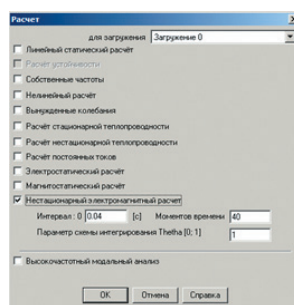 Расчет
для загружения Загружение 0
Линейный статический расчёт
Расчёт устойчивости
Собственные частоты
Нелинейный расчёт
Вынужденные колебания
Расчёт стационарной теплопроводности
Расчёт нестационарной теплопроводности
Расчёт постоянных токов
Электростатический расчёт
Магнитостатический расчёт
Нестационарный электромагнитный расчет
Интервал : 0 0.04 [с] Моментов времени 40
Параметр схемы интегрирования Thetha [0; 1] 1
Высокочастотный модальный анализ
OK Отмена Справка